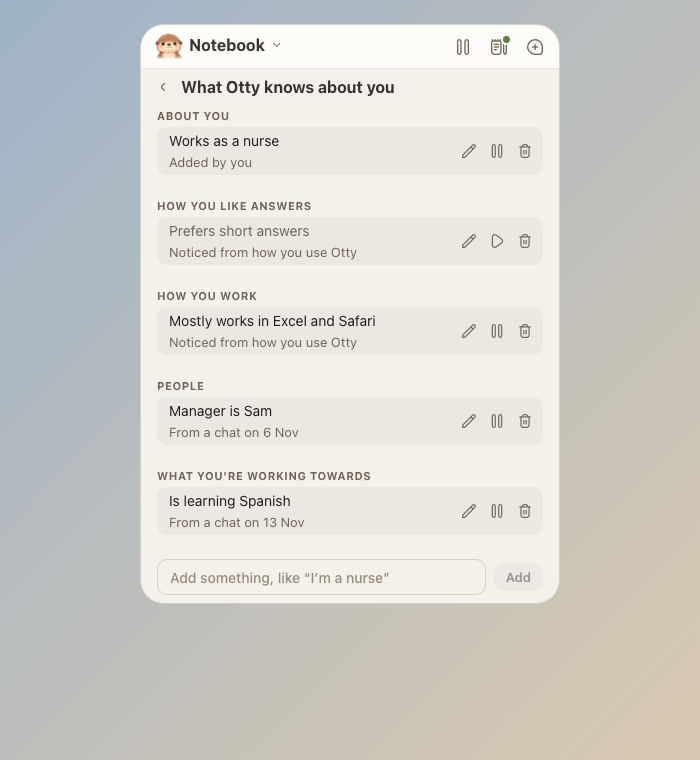 Notebook
What Otty knows about you
ABOUT YOU
Works as a nurse
Added by you
HOW YOU LIKE ANSWERS
Prefers short answers
Noticed from how you use Otty
HOW YOU WORK
Mostly works in Excel and Safari
Noticed from how you use Otty
PEOPLE
Manager is Sam
From a chat on 6 Nov
WHAT YOU’RE WORKING TOWARDS
Is learning Spanish
From a chat on 13 Nov
Add something, like “I’m a nurse”
Add